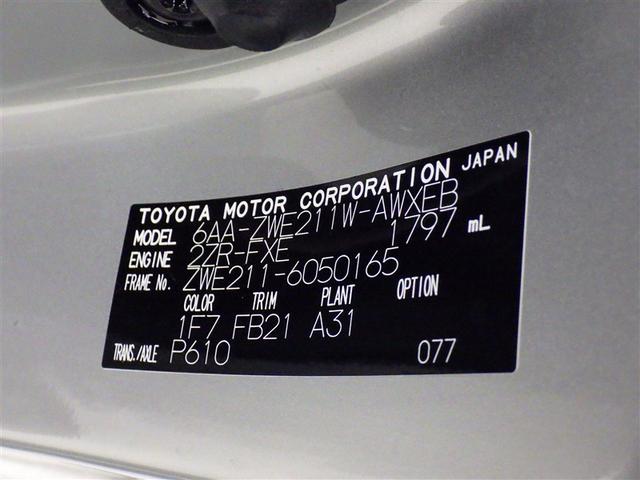 TOYOTA MOTOR CORPORATION JAPAN
MODEL 6AA-ZWE211W-AWXEB
ENGINE 2ZR-FXE 1797 mL
FRAME No. ZWE211-6050165
COLOR TRIM PLANT OPTION
1F7 FB21 A31
TRANS./AXLE P610 077